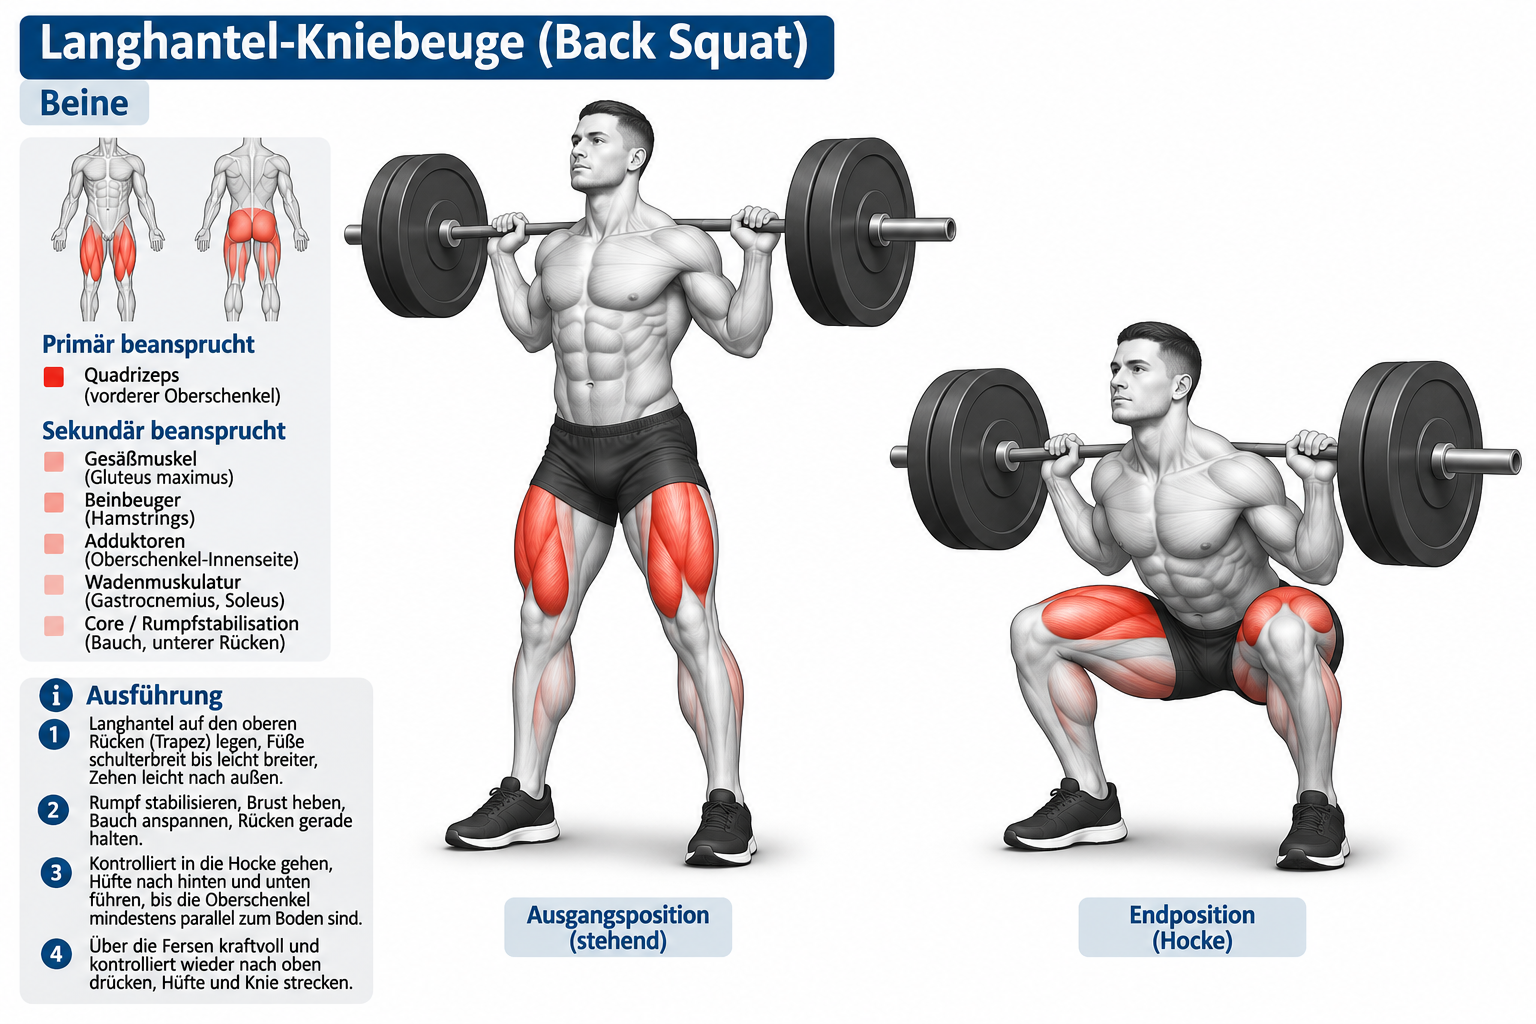 Langhantel-Kniebeuge (Back Squat)
Beine
Primär beansprucht
Quadrizeps
(vorderer Oberschenkel)
Sekundär beansprucht
Gesäßmuskel
(Gluteus maximus)
Beinbeuger
(Hamstrings)
Adduktoren
(Oberschenkel-Innenseite)
Wadenmuskulatur
(Gastrocnemius, Soleus)
Core / Rumpfstabilisation
(Bauch, unterer Rücken)
i Ausführung
1 Langhantel auf den oberen
Rücken (Trapez) legen, Füße
schulterbreit bis leicht breiter,
Zehen leicht nach außen.
2 Rumpf stabilisieren, Brust heben,
Bauch anspannen, Rücken gerade
halten.
3 Kontrolliert in die Hocke gehen,
Hüfte nach hinten und unten
führen, bis die Oberschenkel
mindestens parallel zum Boden sind.
4 Über die Fersen kraftvoll und
kontrolliert wieder nach oben
drücken, Hüfte und Knie strecken.
Ausgangsposition
(stehend)
Endposition
(Hocke)